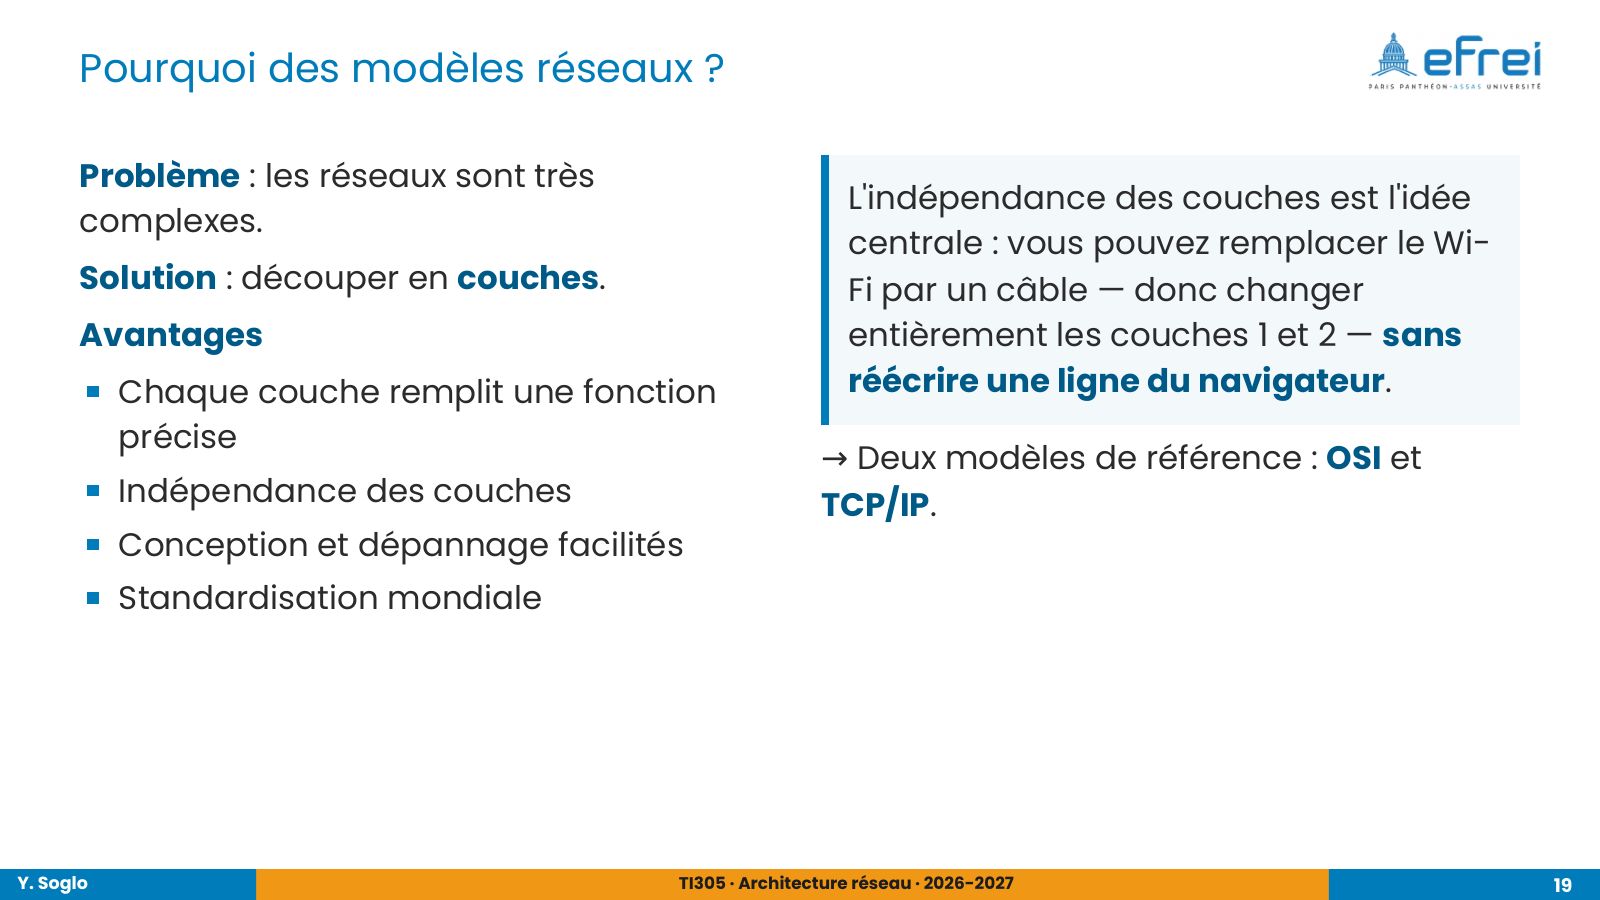 Pourquoi des modèles réseaux ?
efrei
PARIS PANTHÉON-ASSAS UNIVERSITÉ
Problème : les réseaux sont très
complexes.
Solution : découper en couches.
Avantages
Chaque couche remplit une fonction
précise
Indépendance des couches
Conception et dépannage facilités
Standardisation mondiale
L'indépendance des couches est l'idée
centrale : vous pouvez remplacer le Wi-
Fi par un câble — donc changer
entièrement les couches 1 et 2 — sans
réécrire une ligne du navigateur.
→ Deux modèles de référence : OSI et
TCP/IP.
Y. Soglo
TI305 · Architecture réseau · 2026-2027
19